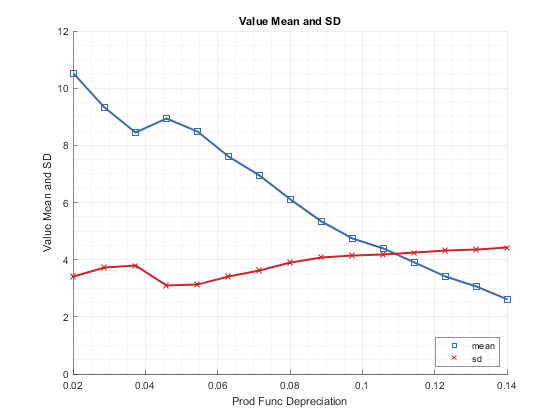 Value Mean and SD
12
10
8
6
4
2
0
Value Mean and SD
0.02 0.04 0.06 0.08 0.1 0.12 0.14
Prod Func Depreciation
mean
sd